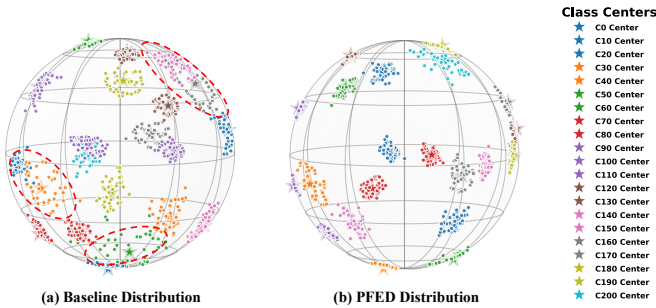 Class Centers
C0 Center
C10 Center
C20 Center
C30 Center
C40 Center
C50 Center
C60 Center
C70 Center
C80 Center
C90 Center
C100 Center
C110 Center
C120 Center
C130 Center
C140 Center
C150 Center
C160 Center
C170 Center
C180 Center
C190 Center
C200 Center
(a) Baseline Distribution
(b) PFED Distribution